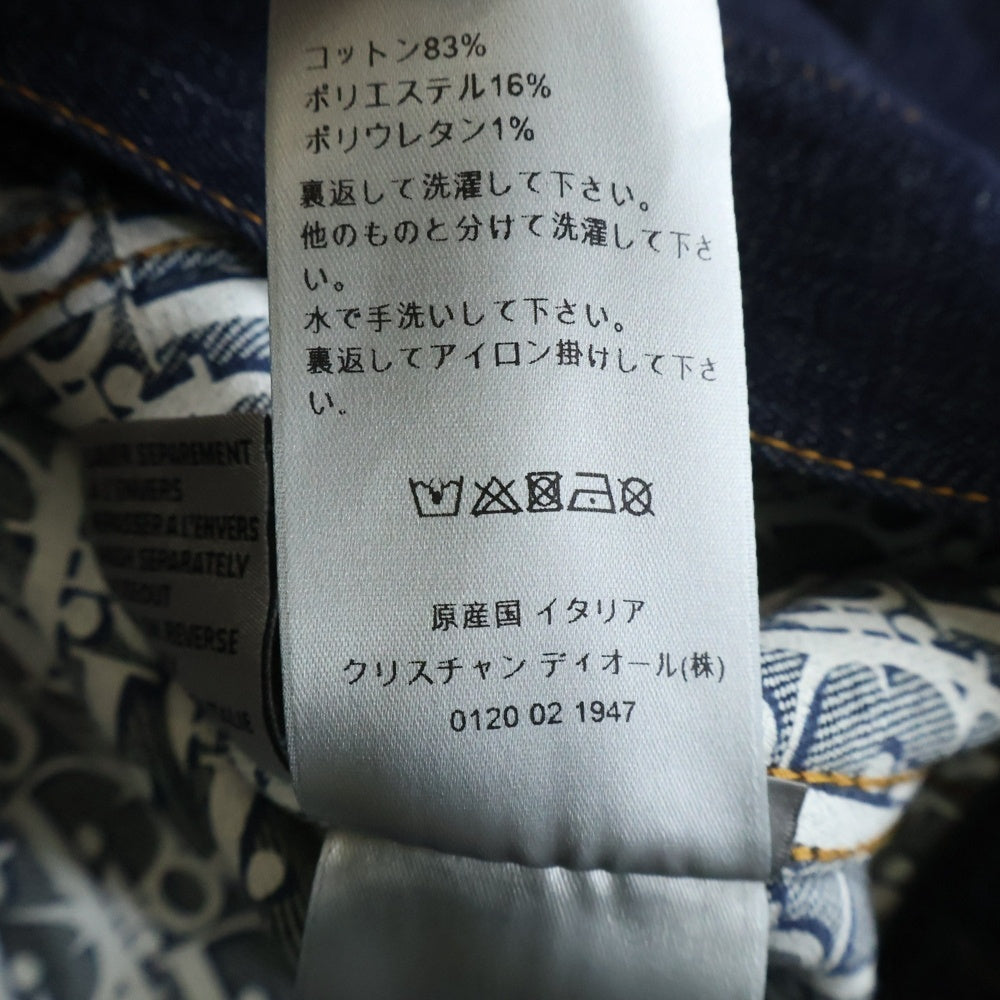 コットン83%
ポリエステル16%
ポリウレタン1%
裏返して洗濯して下さい。
他のものと分けて洗濯して下さ
い。
水で手洗いして下さい。
裏返してアイロン掛けして下さ
い。
原産国 イタリア
クリスチャン ディオール(株)
0120 02 1947
SEPAREMENT
SEPARATELY
REVERSE